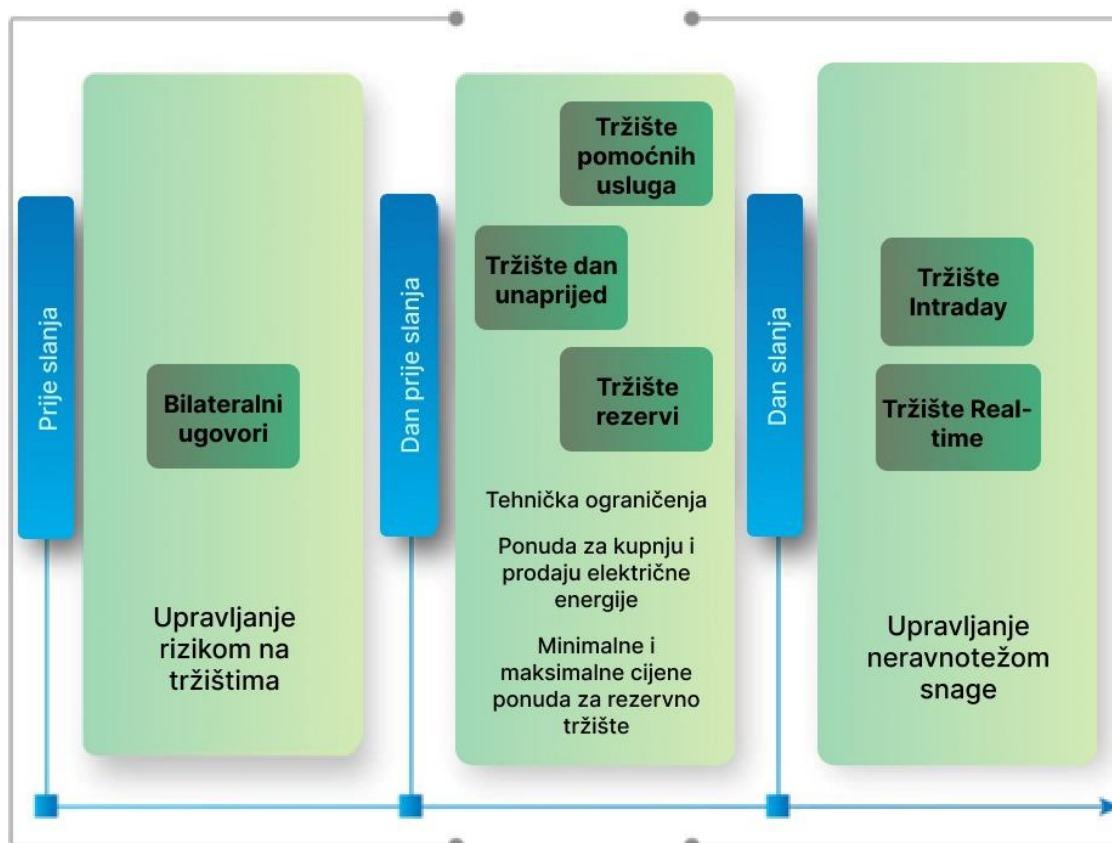 Prije slanja
Bilateralni
ugovori
Upravljanje
rizikom na
tržištima
Dan prije slanja
Tržište
pomoćnih
usluga
Tržište dan
unaprijed
Tržište
rezervi
Tehnička ograničenja
Ponuda za kupnju i
prodaju električne
energije
Minimalne i
maksimalne cijene
ponuda za rezervno
tržište
Dan slanja
Tržište
Intraday
Tržište Real-
time
Upravljanje
neravnotežom
snage